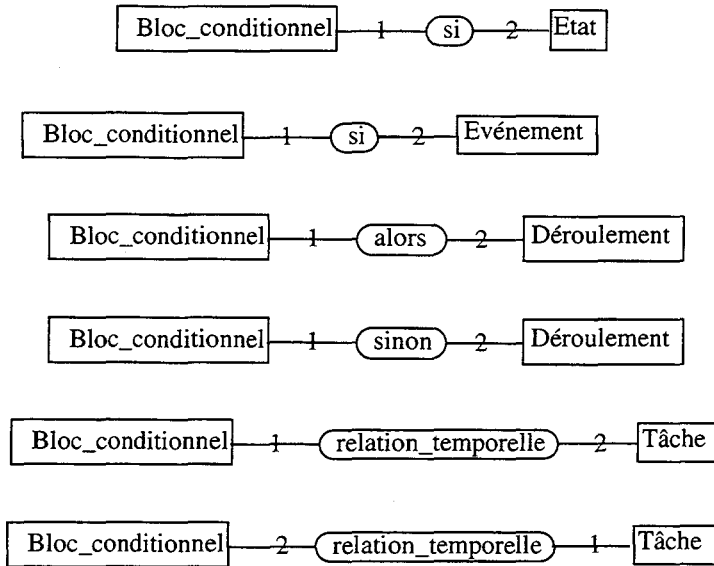 Bloc_conditionnel 1 si 2 Etat
Bloc_conditionnel 1 si 2 Evénement
Bloc_conditionnel 1 alors 2 Déroulement
Bloc_conditionnel 1 sinon 2 Déroulement
Bloc_conditionnel 1 relation_temporelle 2 Tâche
Bloc_conditionnel 2 relation_temporelle 1 Tâche